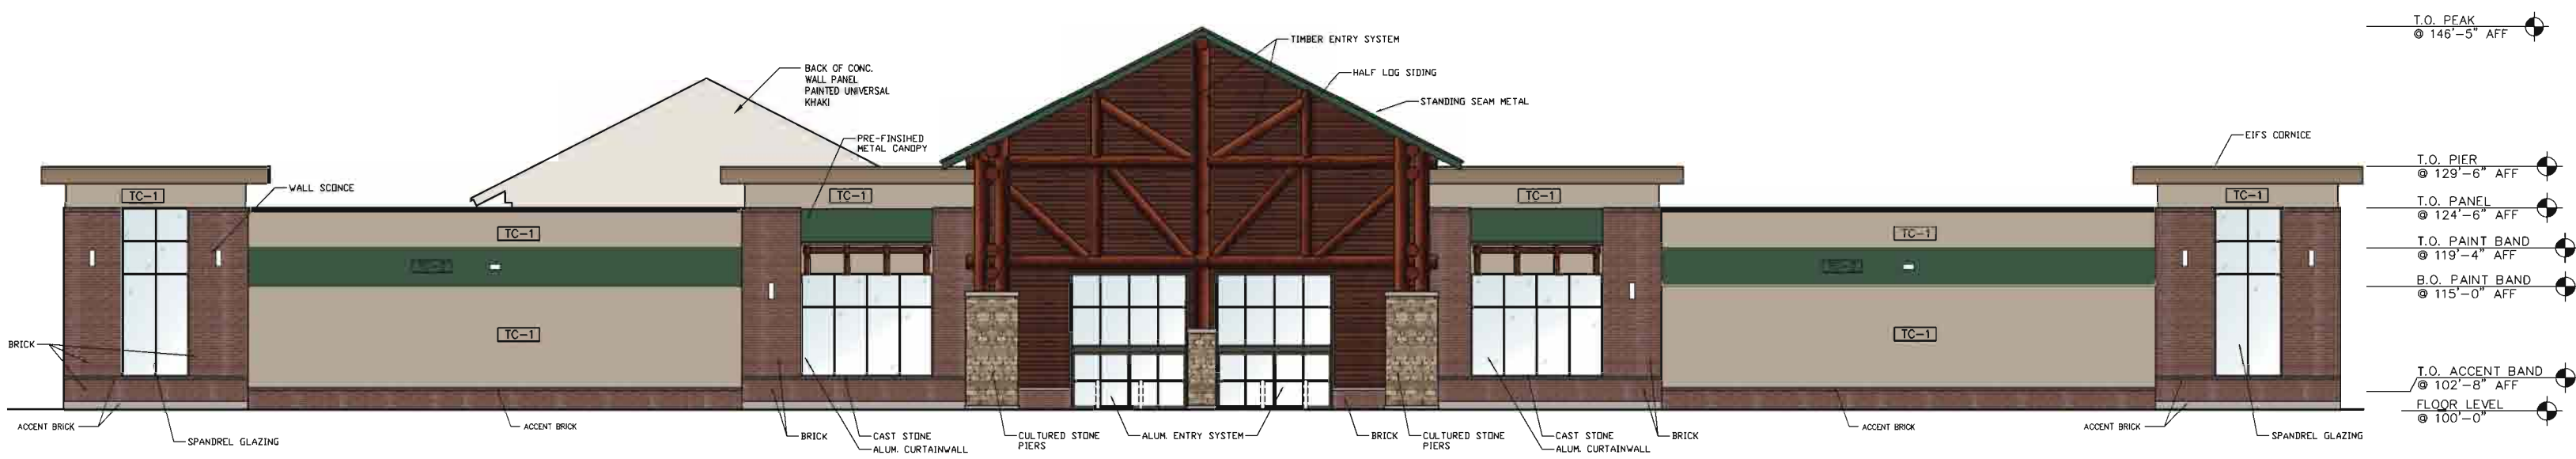 T.O. PEAK
@ 146'-5" AFF
TIMBER ENTRY SYSTEM
BACK OF CONC.
WALL PANEL
PAINTED UNIVERSAL
KHAKI
HALF LOG SIDING
STANDING SEAM METAL
PRE-FINSIHED
METAL CANOPY
EIFS CORNICE
T.O. PIER
@ 129'-6" AFF
WALL SCONCE
TC-1
TC-1
TC-1
TC-1
T.O. PANEL
@ 124'-6" AFF
TC-1
TC-1
T.O. PAINT BAND
@ 119'-4" AFF
B.O. PAINT BAND
@ 115'-0" AFF
TC-1
TC-1
BRICK
T.O. ACCENT BAND
@ 102'-8" AFF
FLOOR LEVEL
@ 100'-0"
ACCENT BRICK
SPANDREL GLAZING
ACCENT BRICK
BRICK
CAST STONE
ALUM. CURTAINWALL
CULTURED STONE
PIERS
ALUM. ENTRY SYSTEM
BRICK
CULTURED STONE
PIERS
CAST STONE
ALUM. CURTAINWALL
BRICK
ACCENT BRICK
ACCENT BRICK
SPANDREL GLAZING